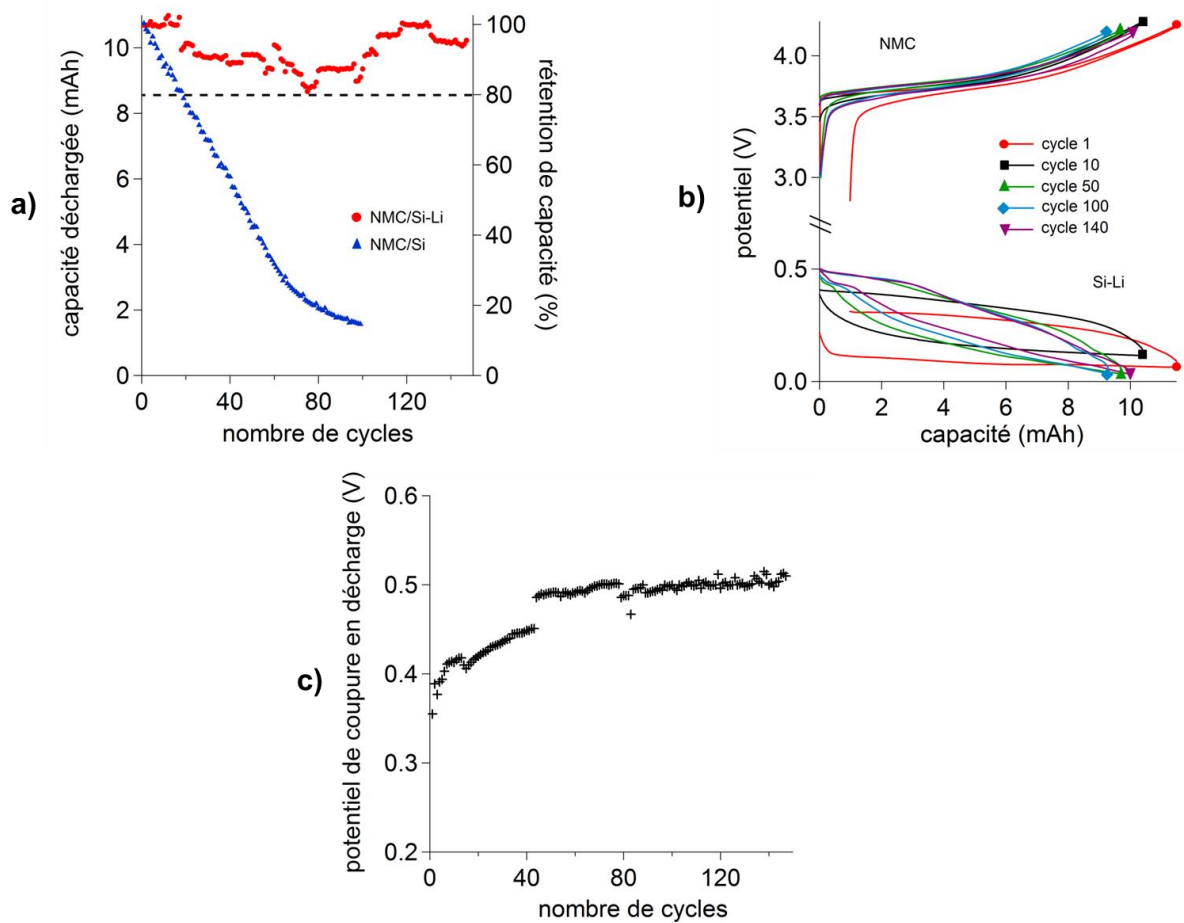 a)
capacité déchargée (mAh)
10
8
6
4
2
0
100
80
60
40
20
0
rétention de capacité (%)
NMC/Si-Li
NMC/Si
0
40
80
120
nombre de cycles
b)
potentiel (V)
4.0
3.5
3.0
0.5
0.0
NMC
cycle 1
cycle 10
cycle 50
cycle 100
cycle 140
Si-Li
0
2
4
6
8
10
capacité (mAh)
c)
potentiel de coupure en décharge (V)
0.6
0.5
0.4
0.3
0.2
0
40
80
120
nombre de cycles